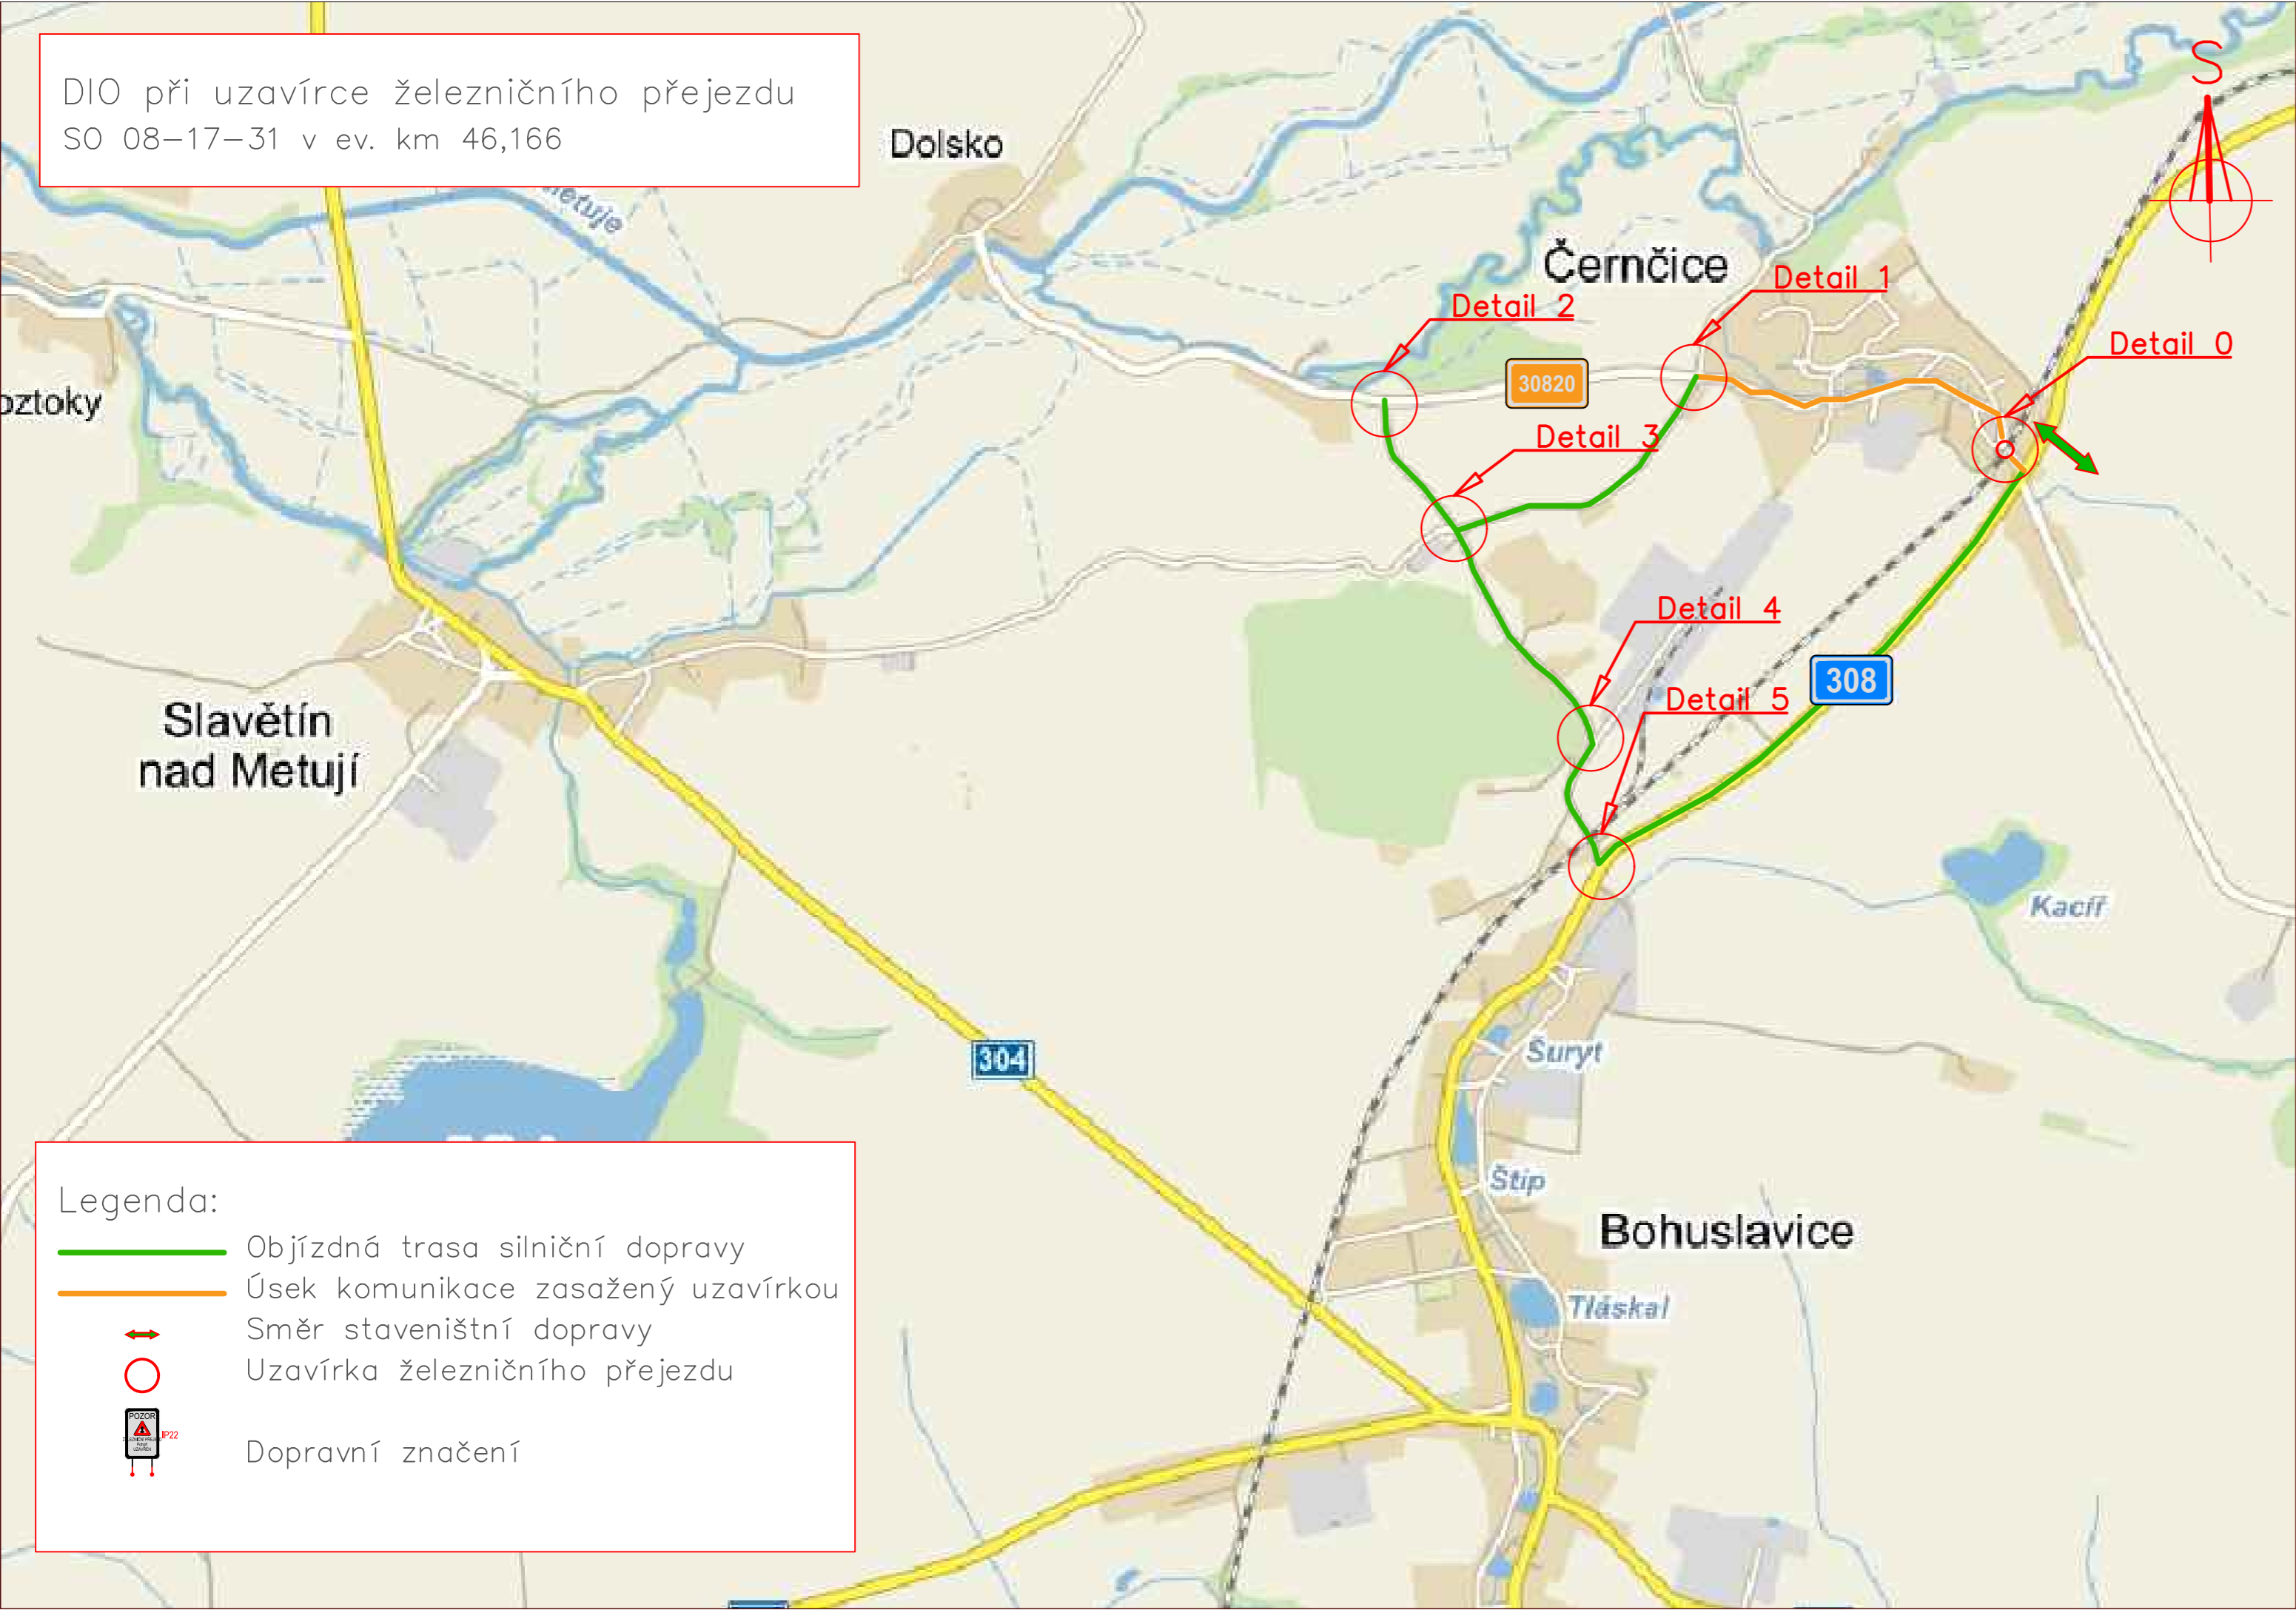 DIO při uzavírce železničního přejezdu
SO 08-17-31 v ev. km 46,166
S
Dolsko
Metuje
Černčice
Detail 1
Detail 2
Detail 0
30820
oztoky
Detail 3
Detail 4
308
Detail 5
Slavětín
nad Metují
Kacíř
304
Šuryt
Štip
Bohuslavice
Tláskal
Legenda:
Objízdná trasa silniční dopravy
Úsek komunikace zasažený uzavírkou
Směr staveništní dopravy
Uzavírka železničního přejezdu
POZOR
IP22
Dopravní značení